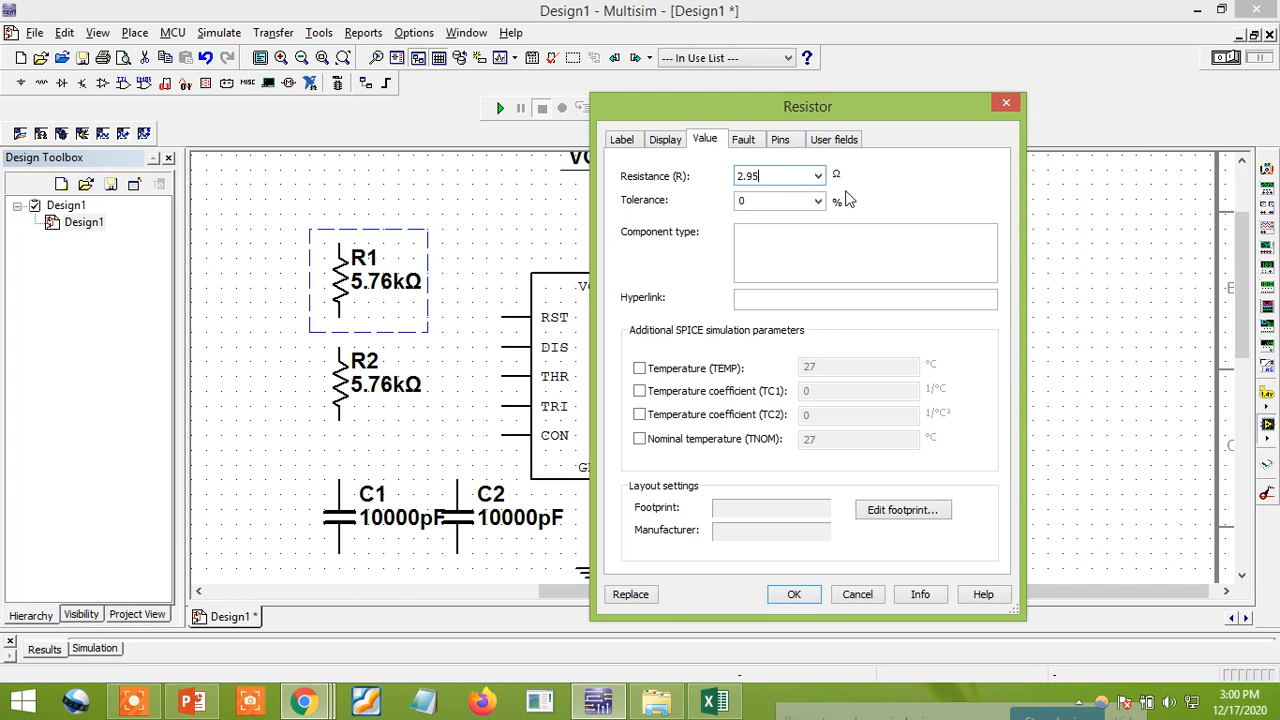 Design1 - Multisim - [Design1 *]
File Edit View Place MCU Simulate Transfer Tools Reports Options Window Help
--- In Use List ---
MISC
Design Toolbox
Design1
Design1
Hierarchy Visibility Project View
R1
5.76kΩ
R2
5.76kΩ
C1
10000pF
C2
10000pF
RST
DIS
THR
TRI
CON
Design1 *
Resistor
Label Display Value Fault Pins User fields
Resistance (R): 2.95 Ω
Tolerance: 0 %
Component type:
Hyperlink:
Additional SPICE simulation parameters
Temperature (TEMP): 27 °C
Temperature coefficient (TC1): 0 1/°C
Temperature coefficient (TC2): 0 1/°C²
Nominal temperature (TNOM): 27 °C
Layout settings
Footprint: Edit footprint...
Manufacturer:
Replace OK Cancel Info Help
Results Simulation
3:00 PM
12/17/2020